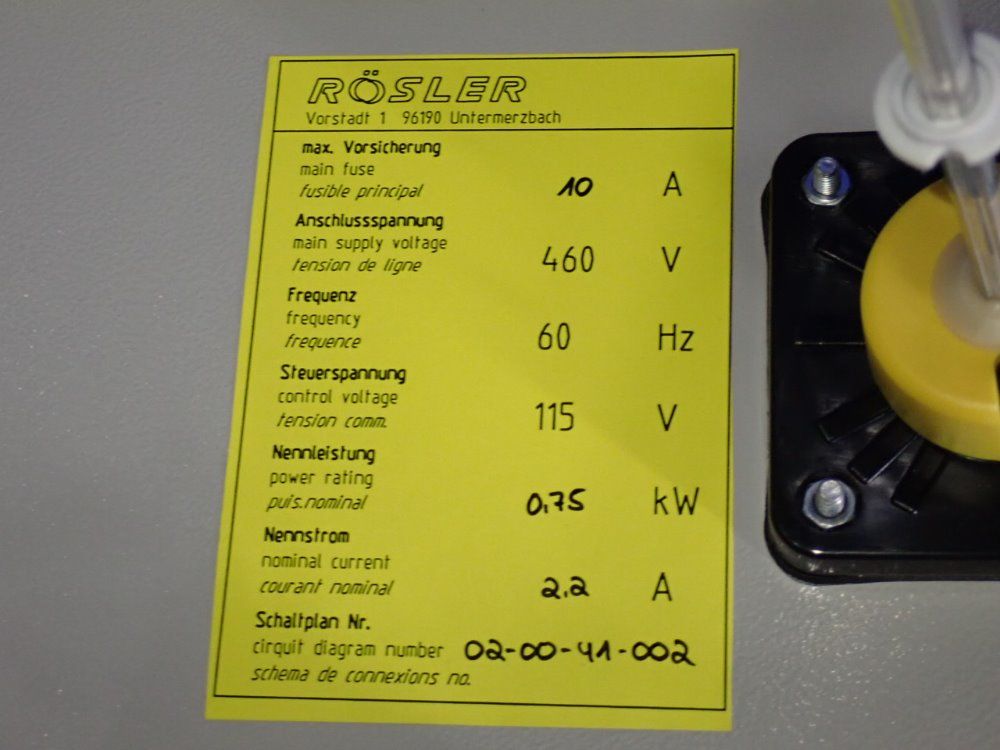 RÖSLER
Vorstadt 1 96190 Untermerzbach
max. Vorsicherung
main fuse
fusible principal 10 A
Anschlussspannung
main supply voltage
tension de ligne 460 V
Frequenz
frequency
frequence 60 Hz
Steuerspannung
control voltage
tension comm. 115 V
Nennleistung
power rating
puis.nominal 0,75 kW
Nennstrom
nominal current
courant nominal 2.2 A
Schaltplan Nr.
cirquit diagram number 02-00-41-002
schema de connexions no.